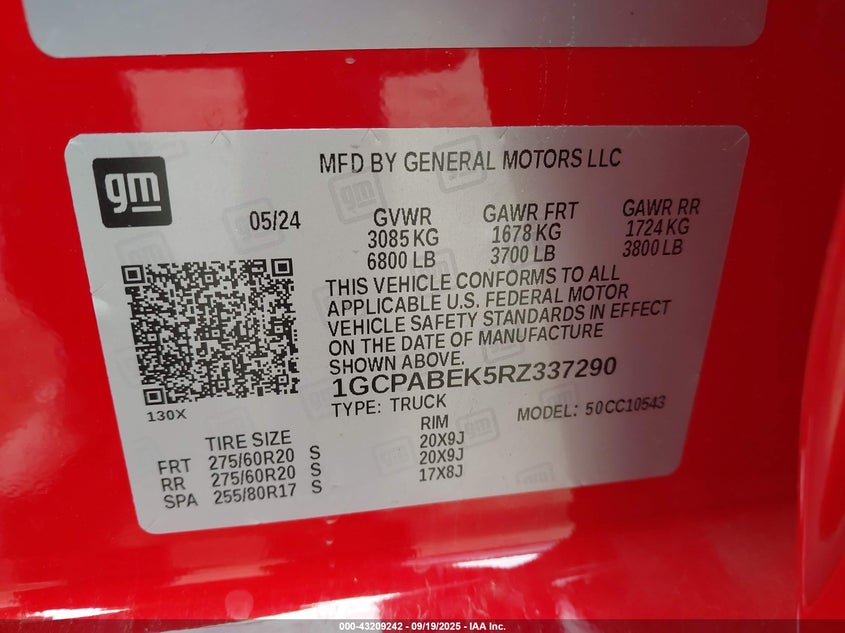 gm
MFD BY GENERAL MOTORS LLC
05/24 GVWR GAWR FRT GAWR RR
3085 KG 1678 KG 1724 KG
6800 LB 3700 LB 3800 LB
THIS VEHICLE CONFORMS TO ALL
APPLICABLE U.S. FEDERAL MOTOR
VEHICLE SAFETY STANDARDS IN EFFECT
ON THE DATE OF MANUFACTURE
SHOWN ABOVE.
1GCPABEK5RZ337290
130X
TYPE: TRUCK MODEL: 50CC10543
TIRE SIZE RIM
FRT 275/60R20 S 20X9J
RR 275/60R20 S 20X9J
SPA 255/80R17 S 17X8J
000-43209242 - 09/19/2025 - IAA Inc.